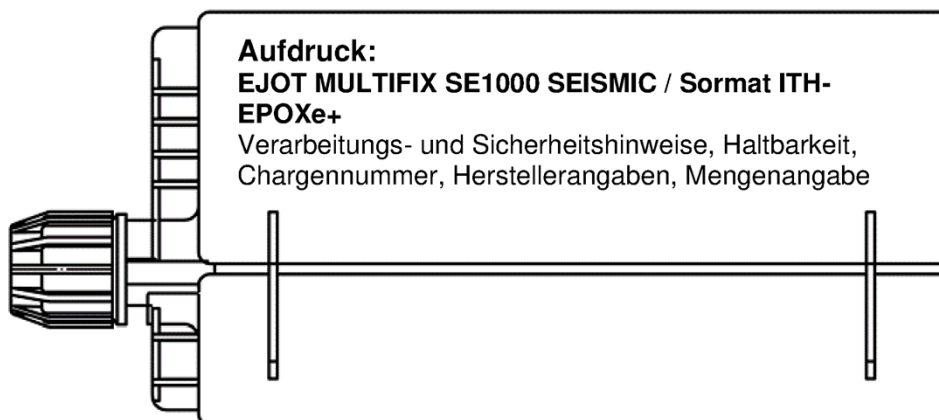 Aufdruck:
EJOT MULTIFIX SE1000 SEISMIC / Sormat ITH-
EPOXe+
Verarbeitungs- und Sicherheitshinweise, Haltbarkeit,
Chargennummer, Herstellerangaben, Mengenangabe